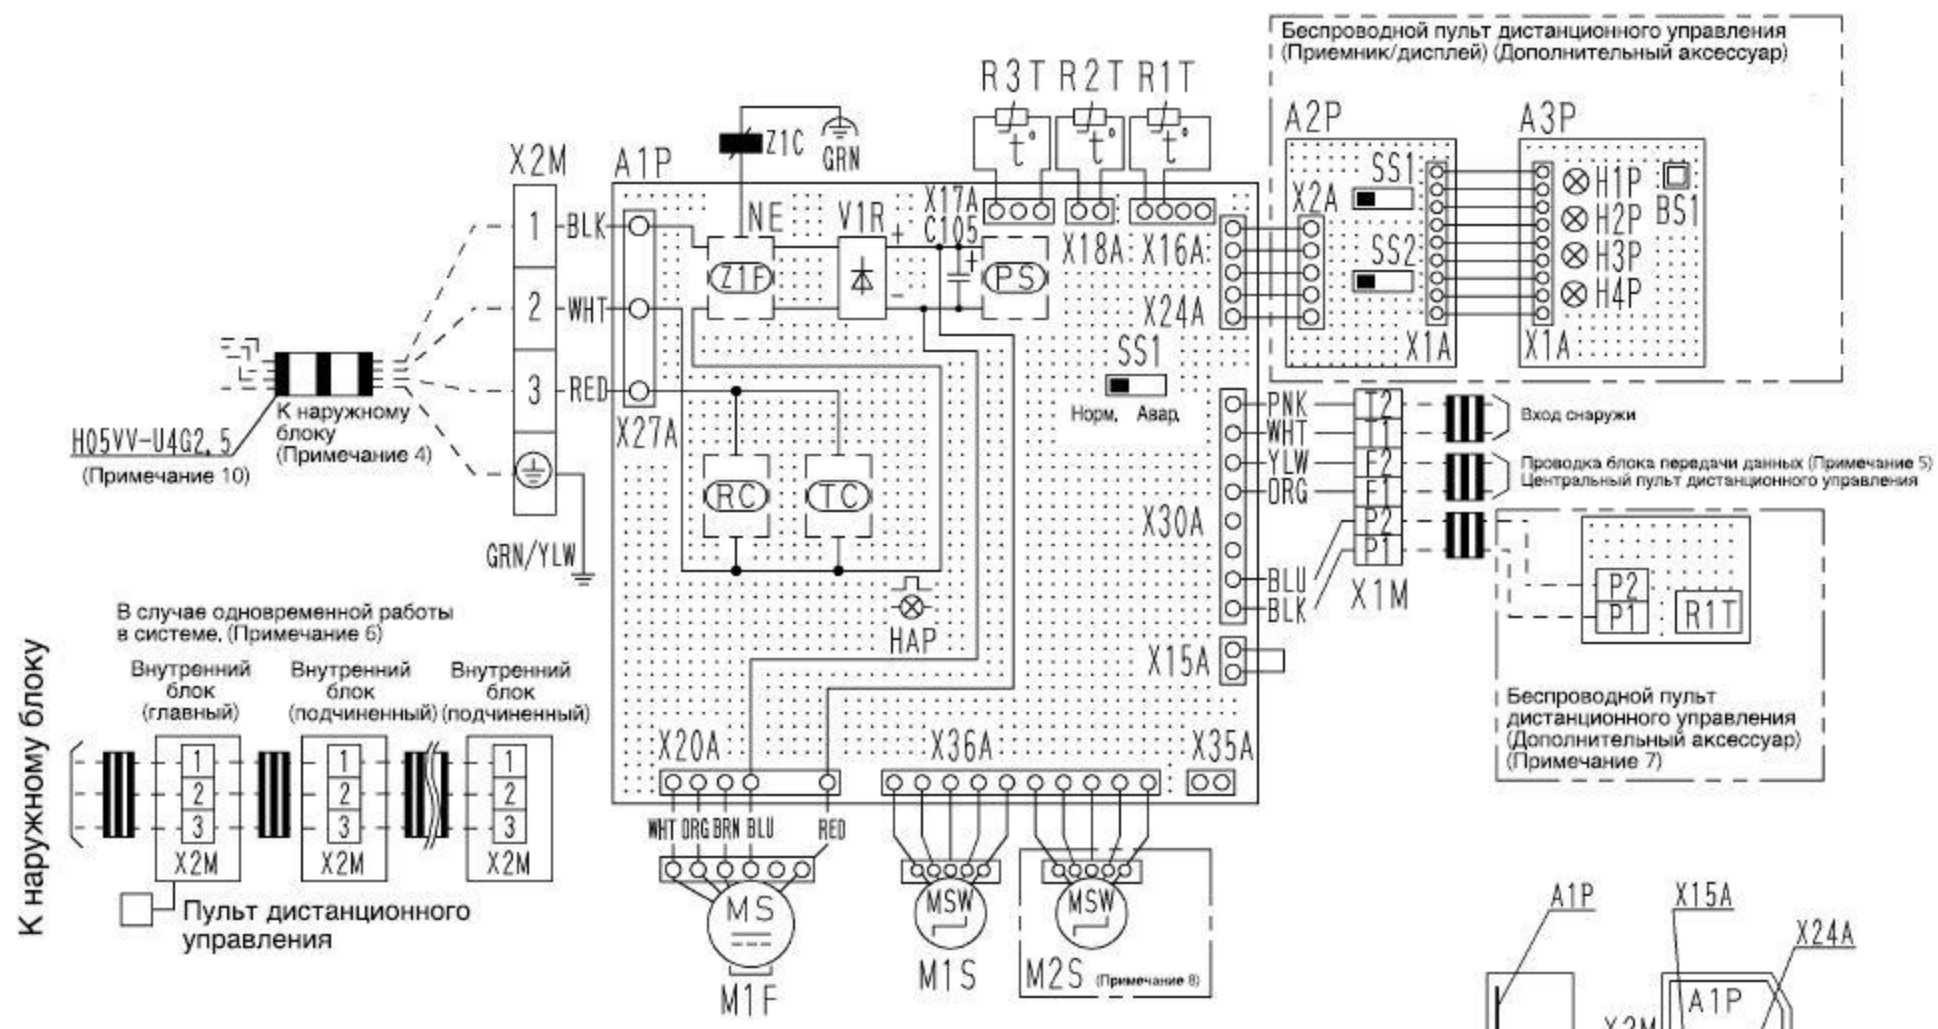 Беспроводной пульт дистанционного управления
(Приемник/дисплей) (Дополнительный аксессуар)
R3T R2T R1T
A2P A3P
Z1C
GRN
t° t° t°
X2M A1P
SS1
X2A
H1P
H2P
BS1
H3P
H4P
SS2
X1A X1A
X17A
C105
NE V1R
+
+
-
Z1F PS
X18A X16A
X24A
1 BLK
2 WHT
3 RED
X27A
SS1
Норм. Авар.
К наружному
блоку
(Примечание 4)
H05VV-U4G2.5
(Примечание 10)
GRN/YLW
RC TC
HAP
PNK T2
WHT T1
YLW F2
ORG F1
P2
P1
BLU
BLK
X30A
X1M
X15A
Вход снаружи
Проводка блока передачи данных (Примечание 5)
Центральный пульт дистанционного управления
P2
P1
R1T
Беспроводной пульт
дистанционного управления
(Дополнительный аксессуар)
(Примечание 7)
В случае одновременной работы
в системе. (Примечание 6)
Внутренний
блок
(главный)
Внутренний
блок
(подчиненный)
Внутренний
блок
(подчиненный)
К наружному блоку
1 1 1
2 2 2
3 3 3
X2M X2M X2M
Пульт дистанционного
управления
X20A X36A X35A
WHT ORG BRN BLU RED
MS
M1F
MSW
M1S
MSW
M2S (Примечание 8)
A1P X15A
X24A
A1P
X2M